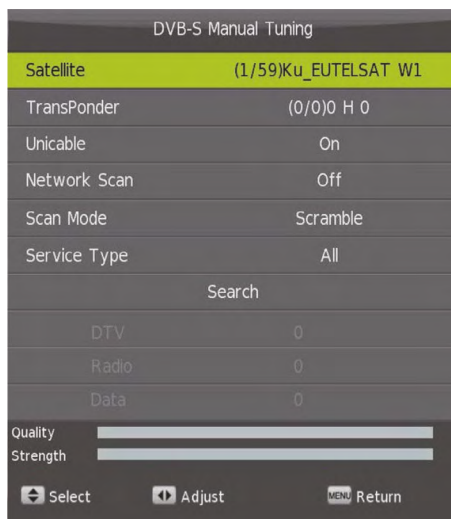 DVB-S Manual Tuning
Satellite (1/59)Ku_EUTELSAT W1
TransPonder (0/0)0 H 0
Unicable On
Network Scan Off
Scan Mode Scramble
Service Type All
Search
DTV 0
Radio 0
Data 0
Quality
Strength
Select Adjust MENU Return